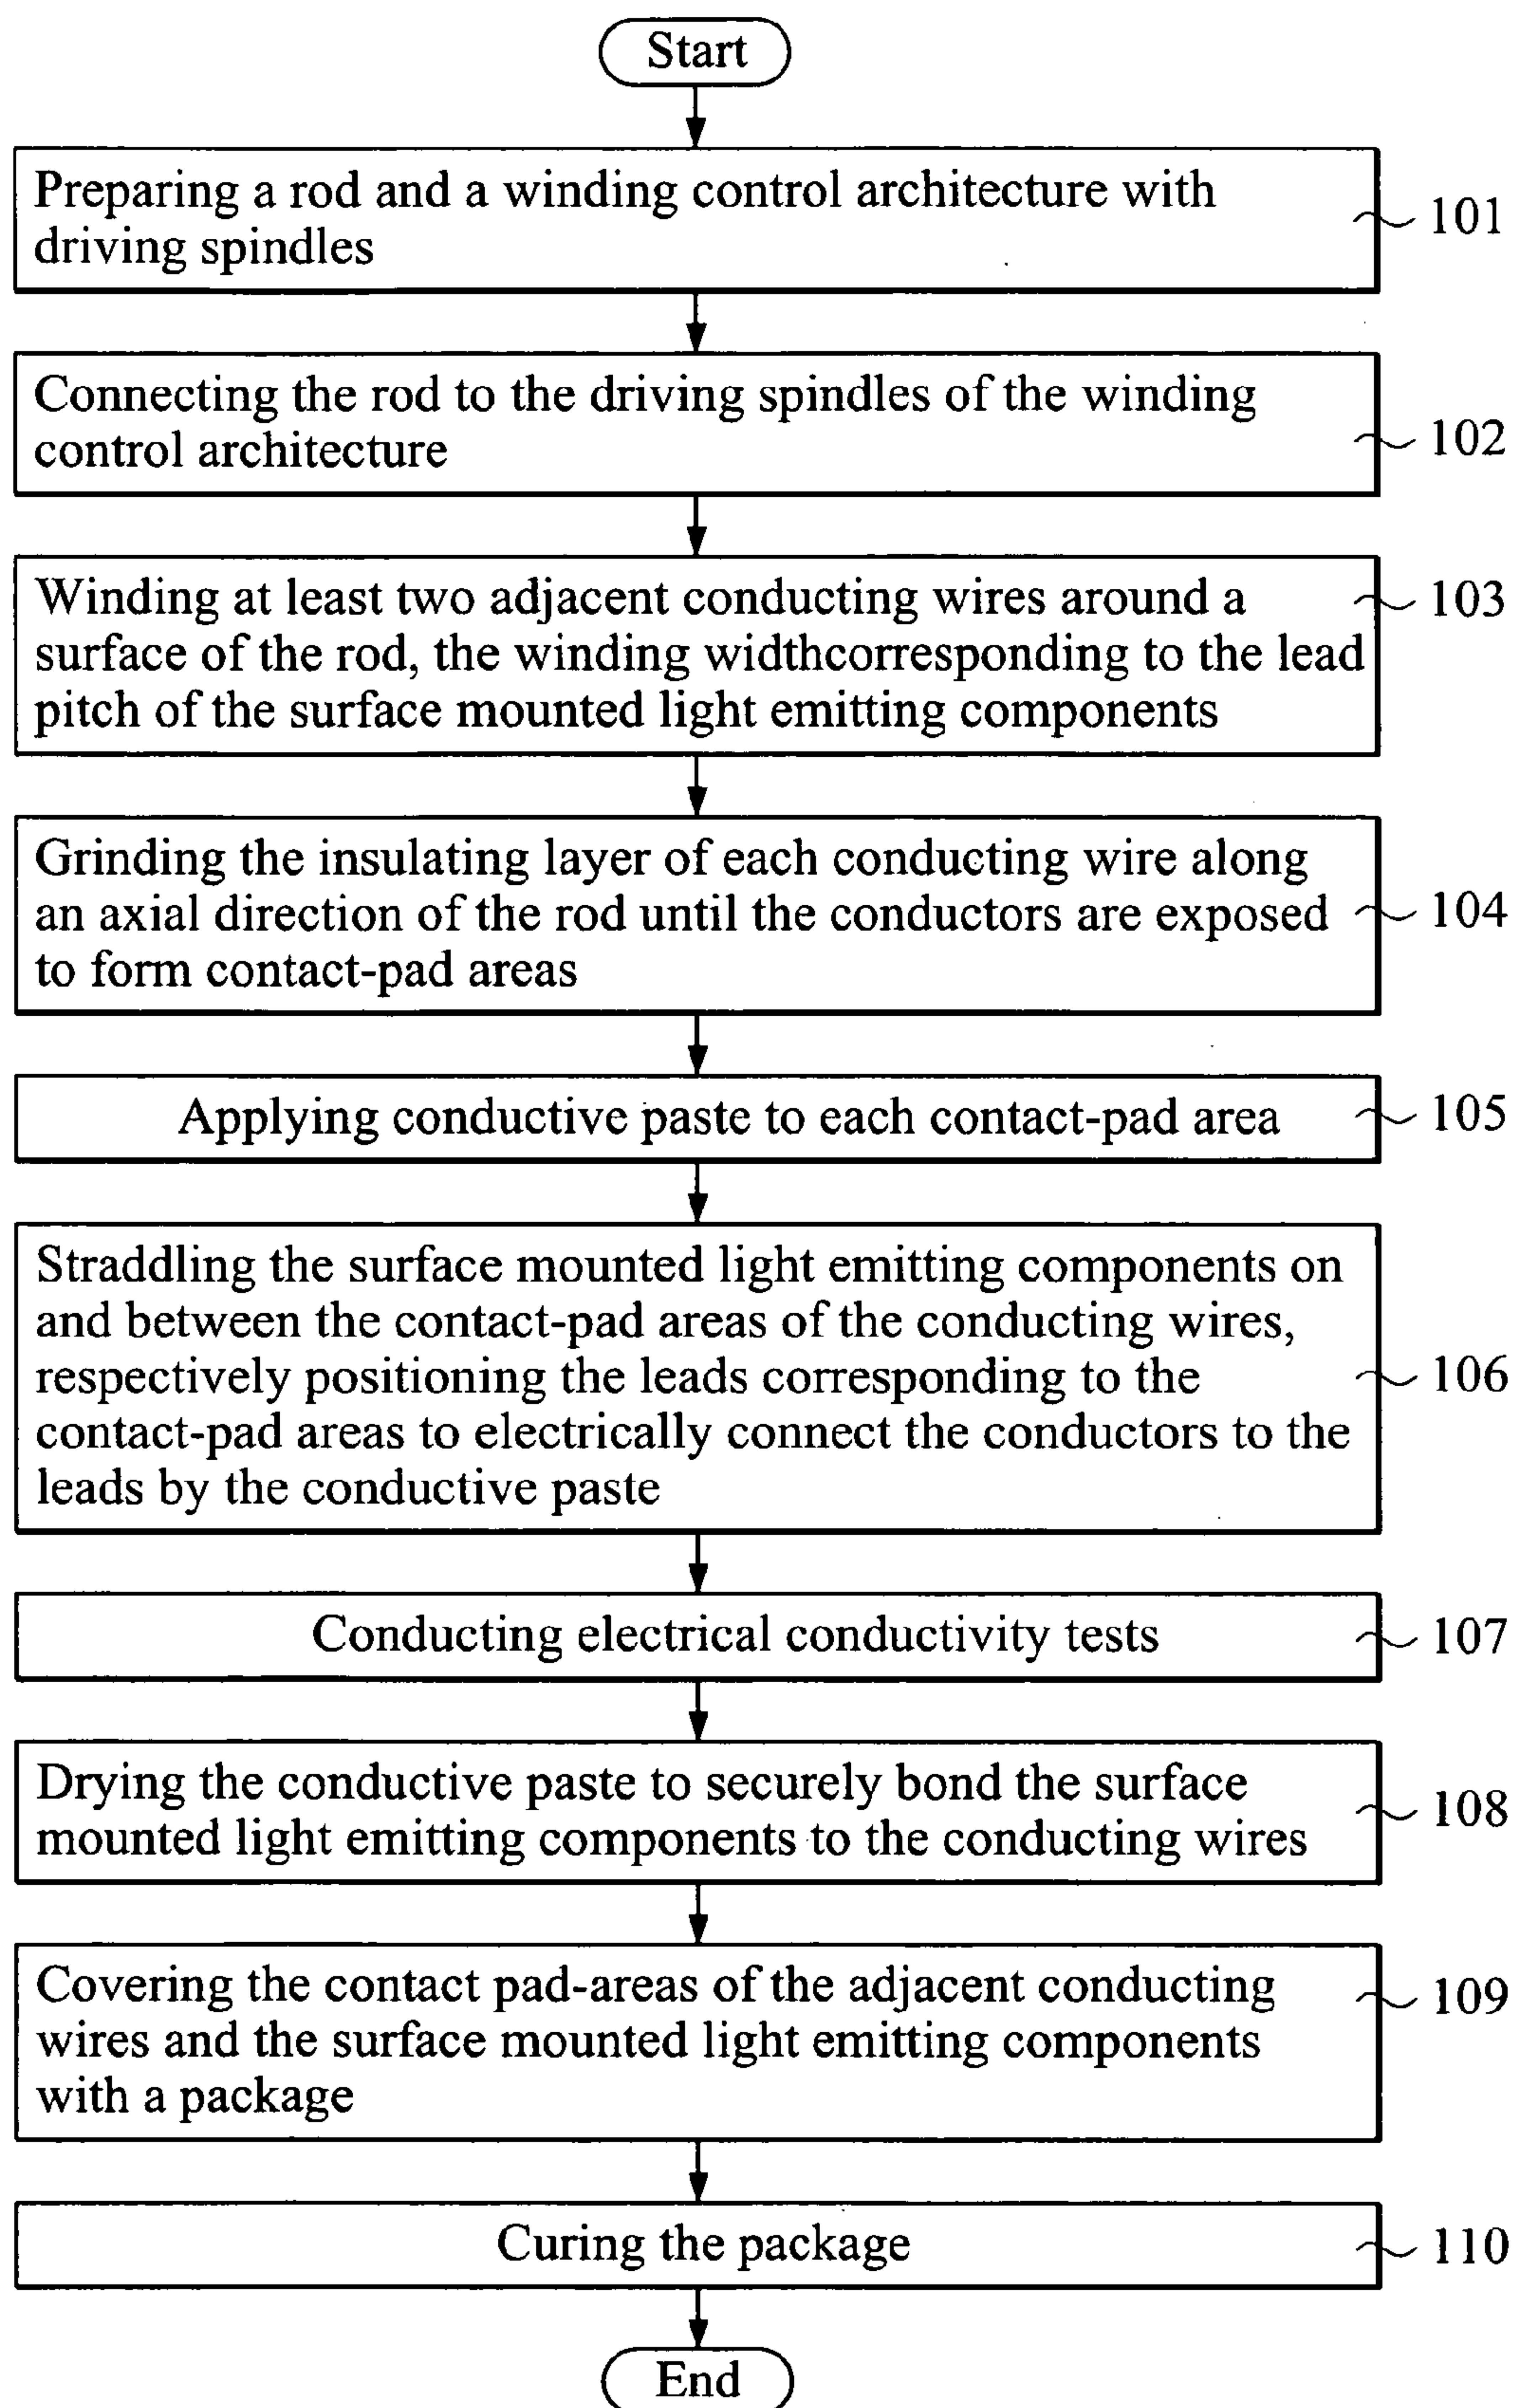 Start
Preparing a rod and a winding control architecture with
driving spindles
101
Connecting the rod to the driving spindles of the winding
control architecture
102
Winding at least two adjacent conducting wires around a
surface of the rod, the winding widthcorresponding to the lead
pitch of the surface mounted light emitting components
103
Grinding the insulating layer of each conducting wire along
an axial direction of the rod until the conductors are exposed
to form contact-pad areas
104
Applying conductive paste to each contact-pad area
105
Straddling the surface mounted light emitting components on
and between the contact-pad areas of the conducting wires,
respectively positioning the leads corresponding to the
contact-pad areas to electrically connect the conductors to the
leads by the conductive paste
106
Conducting electrical conductivity tests
107
Drying the conductive paste to securely bond the surface
mounted light emitting components to the conducting wires
108
Covering the contact pad-areas of the adjacent conducting
wires and the surface mounted light emitting components
with a package
109
Curing the package
110
End